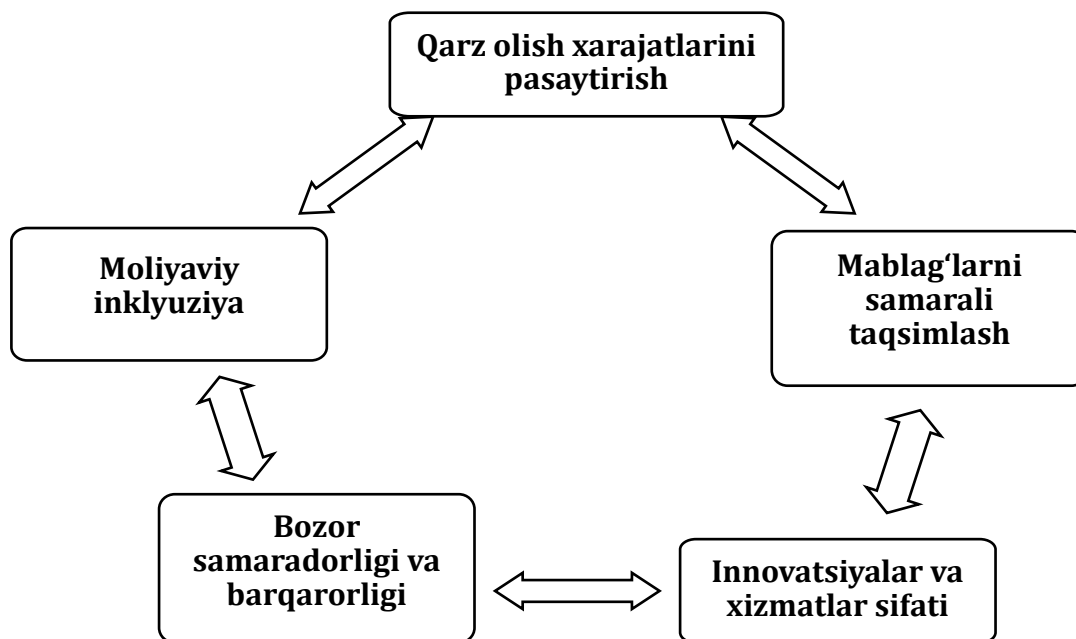 Qarz olish xarajatlarini
pasaytirish
Moliyaviy
inklyuziya
Mablag‘larni
samarali
taqsimlash
Bozor
samaradorligi va
barqarorligi
Innovatsiyalar va
xizmatlar sifati